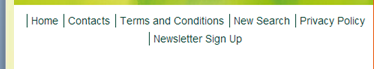 | Home | Contacts | Terms and Conditions | New Search | Privacy Policy
| Newsletter Sign Up